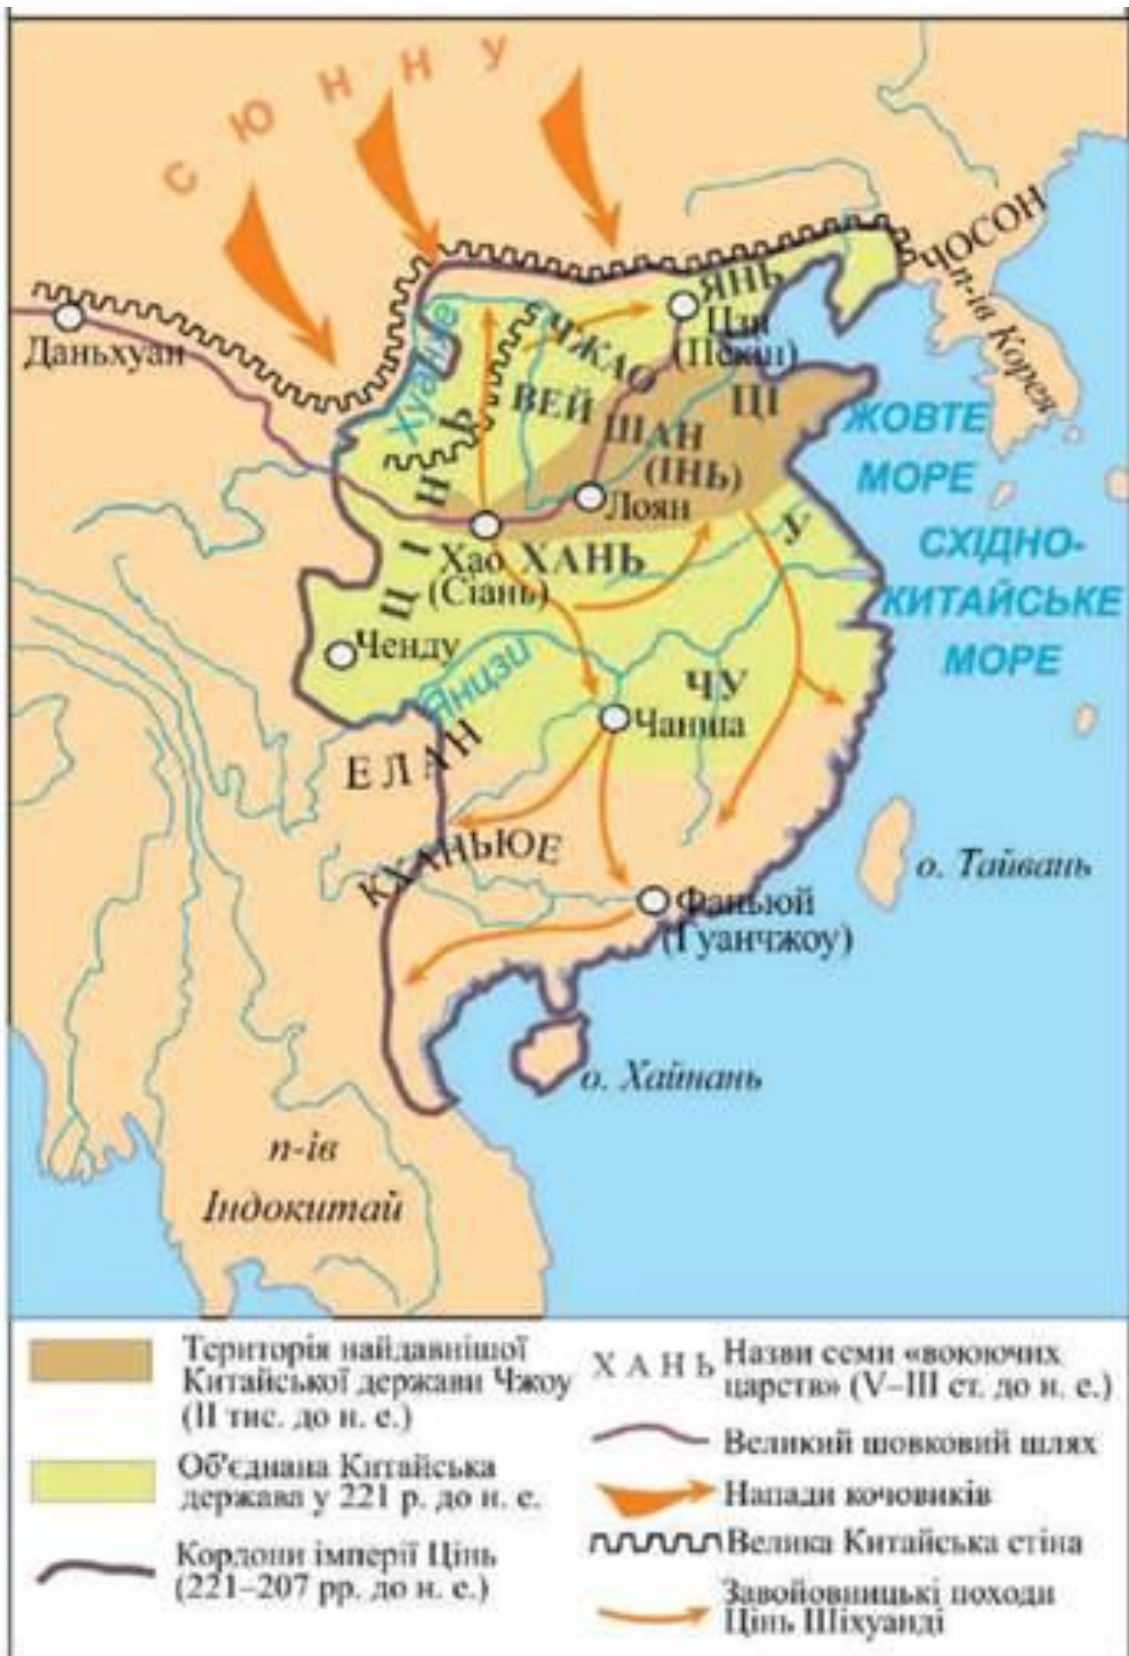 СЮННУ
ЧОСОН
п-ів Корея
Даньхуан
Хуанхе
ЯНЬ
Цзи
(Пекін)
ЧЖАО
ВЕЙ
ШАН
(ІНЬ)
ЦІ
ЖОВТЕ
МОРЕ
ЦІНЬ
Лоян
Хао
(Сіань)
ХАНЬ
У
СХІДНО-
КИТАЙСЬКЕ
МОРЕ
Ченду
Янцзи
ЧУ
Чанша
ЕЛАН
КХАНЬЮЕ
о. Тайвань
Фаньюй
(Гуанчжоу)
о. Хайнань
п-ів
Індокитай
Територія найдавнішої
Китайської держави Чжоу
(II тис. до н. е.)
Об'єднана Китайська
держава у 221 р. до н. е.
Кордони імперії Цінь
(221–207 рр. до н. е.)
ХАНЬ
Назви семи «воюючих
царств» (V–III ст. до н. е.)
Великий шовковий шлях
Напади кочовиків
Велика Китайська стіна
Завойовницькі походи
Цінь Шіхуанді